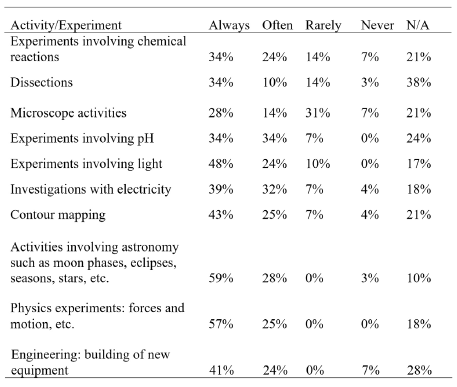 Activity/Experiment Always Often Rarely Never N/A
Experiments involving chemical
reactions 34% 24% 14% 7% 21%
Dissections 34% 10% 14% 3% 38%
Microscope activities 28% 14% 31% 7% 21%
Experiments involving pH 34% 34% 7% 0% 24%
Experiments involving light 48% 24% 10% 0% 17%
Investigations with electricity 39% 32% 7% 4% 18%
Contour mapping 43% 25% 7% 4% 21%
Activities involving astronomy
such as moon phases, eclipses,
seasons, stars, etc. 59% 28% 0% 3% 10%
Physics experiments: forces and
motion, etc. 57% 25% 0% 0% 18%
Engineering: building of new
equipment 41% 24% 0% 7% 28%